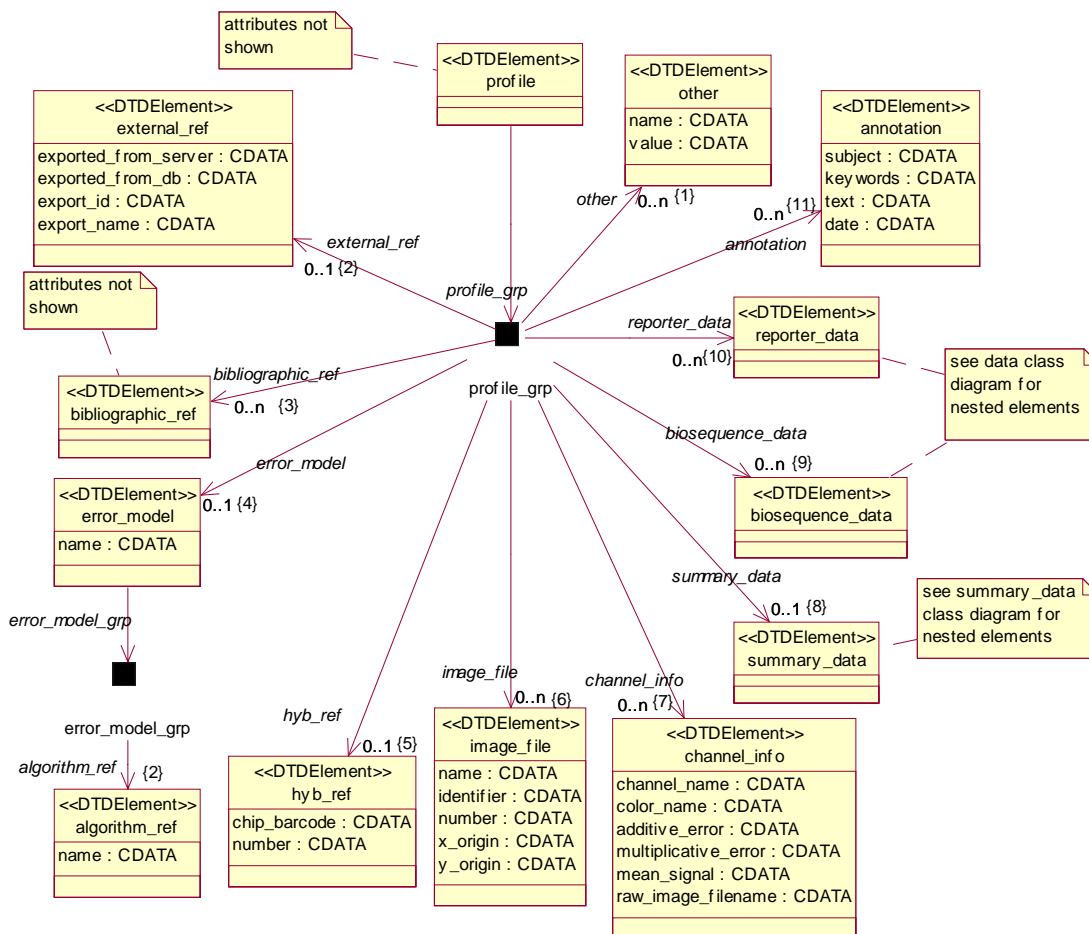 attributes not
shown
<<DTDElement>>
profile
<<DTDElement>>
other
name : CDATA
value : CDATA
<<DTDElement>>
external_ref
exported_from_server : CDATA
exported_from_db : CDATA
export_id : CDATA
export_name : CDATA
<<DTDElement>>
annotation
subject : CDATA
keywords : CDATA
text : CDATA
date : CDATA
other
0..n {1}
0..n {11}
annotation
external_ref
0..1 {2}
profile_grp
attributes not
shown
reporter_data
0..n {10}
<<DTDElement>>
reporter_data
see data class
diagram for
nested elements
bibliographic_ref
0..n {3}
<<DTDElement>>
bibliographic_ref
profile_grp
biosequence_data
0..n {9}
<<DTDElement>>
biosequence_data
error_model
0..1 {4}
<<DTDElement>>
error_model
name : CDATA
summary_data
0..1 {8}
<<DTDElement>>
summary_data
see summary_data
class diagram for
nested elements
error_model_grp
error_model_grp
algorithm_ref
{2}
<<DTDElement>>
algorithm_ref
name : CDATA
hyb_ref
0..1 {5}
<<DTDElement>>
hyb_ref
chip_barcode : CDATA
number : CDATA
image_file
0..n {6}
<<DTDElement>>
image_file
name : CDATA
identifier : CDATA
number : CDATA
x_origin : CDATA
y_origin : CDATA
channel_info
0..n {7}
<<DTDElement>>
channel_info
channel_name : CDATA
color_name : CDATA
additive_error : CDATA
multiplicative_error : CDATA
mean_signal : CDATA
raw_image_filename : CDATA